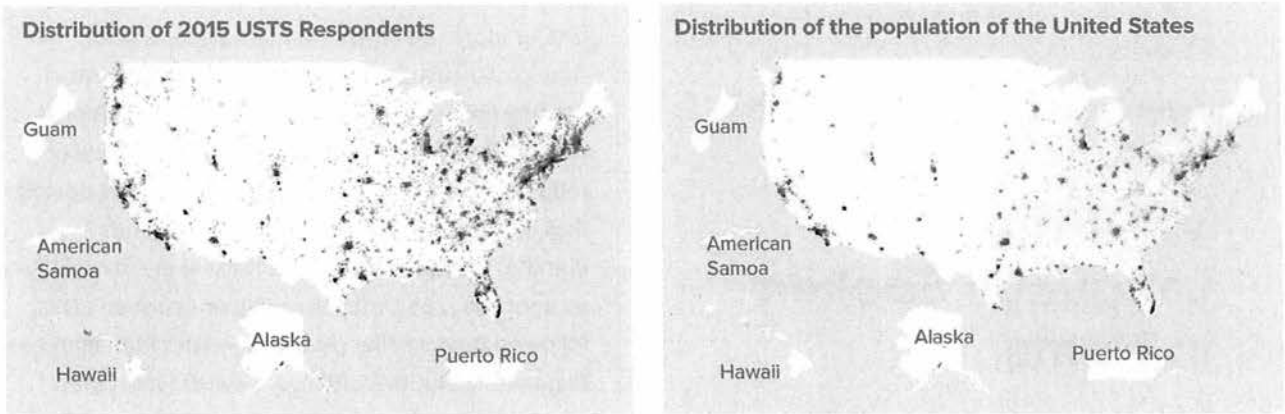 Distribution of 2015 USTS Respondents
Guam
American
Samoa
Hawaii
Alaska
Puerto Rico
Distribution of the population of the United States
Guam
American
Samoa
Hawaii
Alaska
Puerto Rico